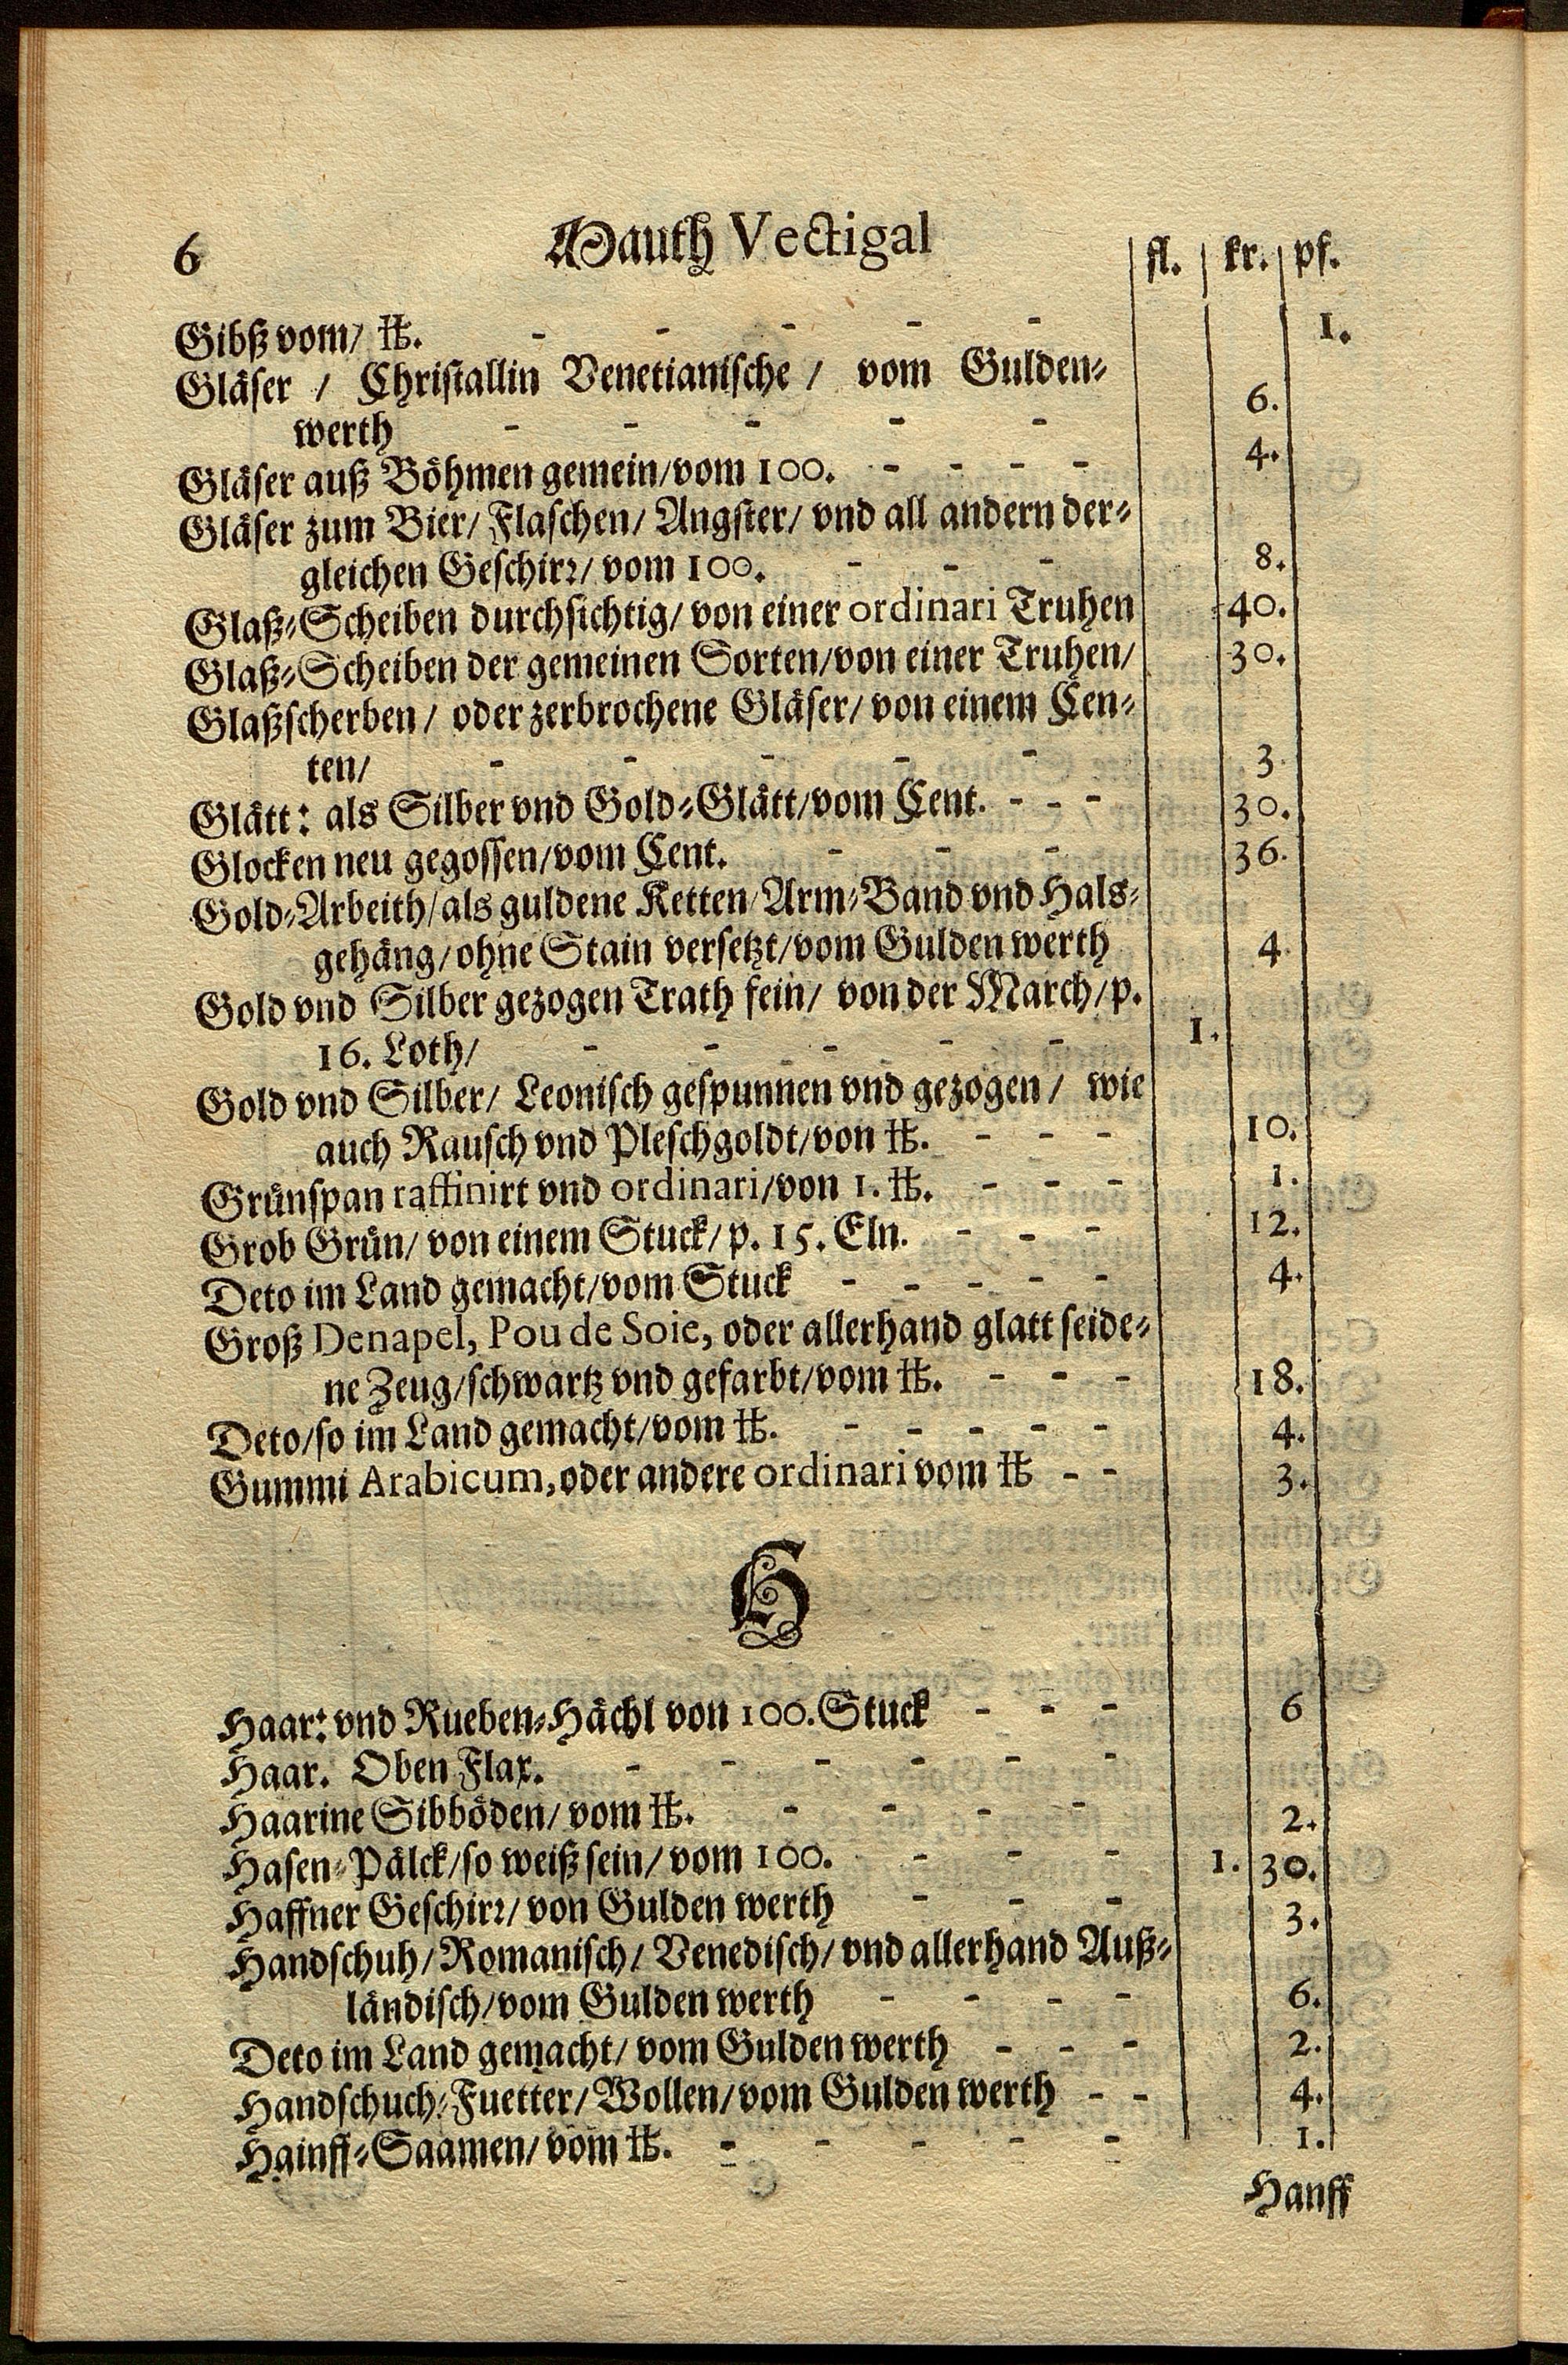 6 Mauth Vectigal fl. kr. pf.
Gibß vom/ ℔. - - - - - 1.
Gläser / Christallin Venetianische / vom Gulden-
werth - - - - - 6.
Gläser auß Böhmen gemein/vom 100. - - - - 4.
Gläser zum Bier/ Flaschen/ Angster/ vnd all andern der-
gleichen Geschirr/ vom 100. - - - 8.
Glaß-Scheiben durchsichtig/ von einer ordinari Truhen 40.
Glaß-Scheiben der gemeinen Sorten/von einer Truhen/ 30.
Glaßscherben / oder zerbrochene Gläser/ von einem Cen-
ten/ - - - - - 3.
Glätt: als Silber vnd Gold-Glätt/vom Cent. - - - 30.
Glocken neu gegossen/vom Cent. - - - 36.
Gold-Arbeith/als guldene Ketten/Arm-Band vnd Hals-
gehäng/ohne Stain versetzt/vom Gulden werth 4.
Gold vnd Silber gezogen Trath fein/ von der March/p.
16. Loth/ - - - - - 1.
Gold vnd Silber/ Leonisch gespunnen vnd gezogen / wie
auch Rausch vnd Pleschgoldt/von ℔. - - - 10.
Grünspan raffinirt vnd ordinari/von 1. ℔. - - - 1.
Grob Grün/ von einem Stuck/ p. 15. Eln. - - - 12.
Deto im Land gemacht/vom Stuck - - - - - 4.
Groß Denapel, Pou de Soie, oder allerhand glatt seide-
ne Zeug/schwartz vnd gefarbt/vom ℔. - - - 18.
Deto/so im Land gemacht/vom ℔. - - - - - 4.
Gummi Arabicum, oder andere ordinari vom ℔ - - 3.
H
Haar: vnd Rueben-Hächl von 100. Stuck - - - 6
Haar. Oben Flax. - - - - - -
Haarine Sibböden/ vom ℔. - - - - 2.
Hasen-Pälck/so weiß sein/ vom 100. - - - 1. 30.
Haffner Geschirr/ von Gulden werth - - - 3.
Handschuh/Romanisch/ Venedisch/ vnd allerhand Auß-
ländisch/vom Gulden werth - - - - 6.
Deto im Land gemacht/ vom Gulden werth - - - 2.
Handschuch-Fuetter/Wollen/vom Gulden werth - - 4.
Hainff-Saamen/ vom ℔. - - - - - 1.
Hanff